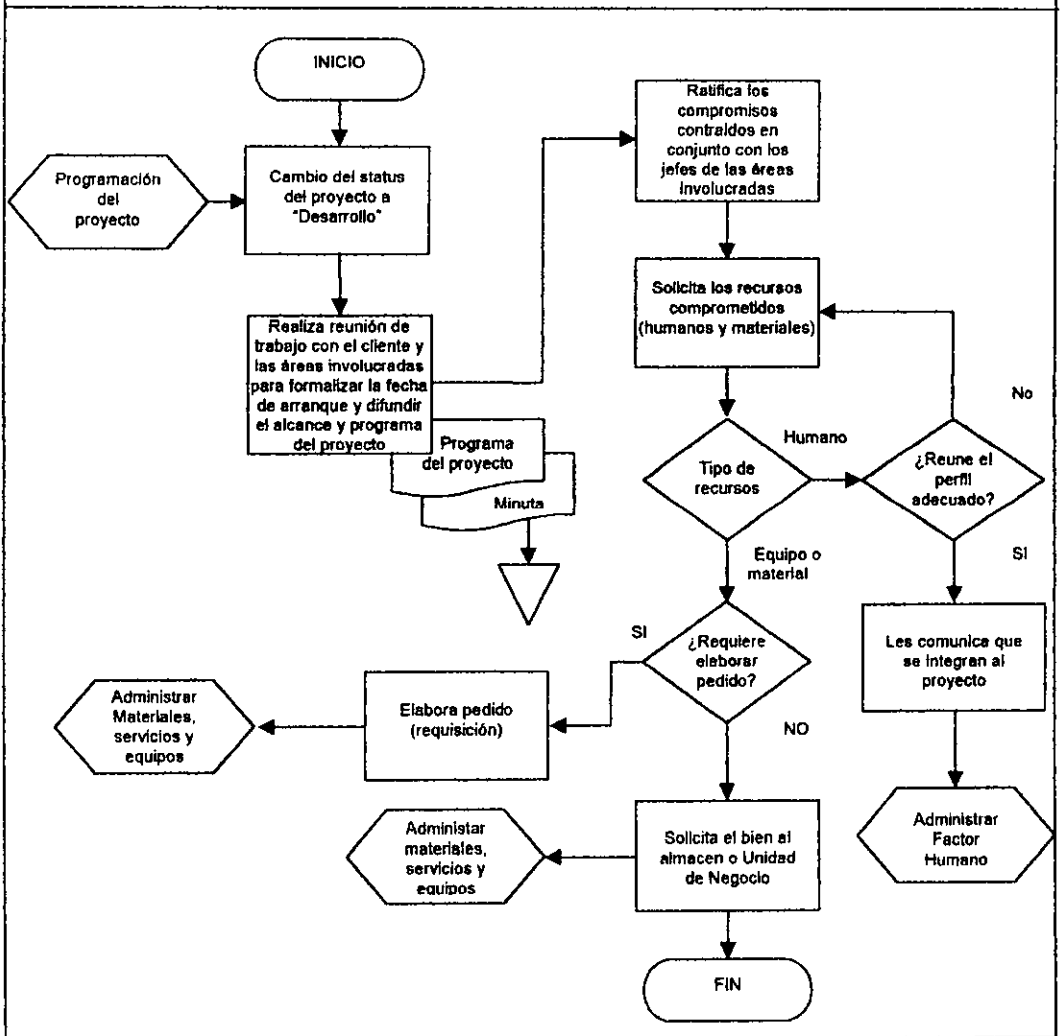 INICIO
Programación
del
proyecto
Cambio del status
del proyecto a
"Desarrollo"
Realiza reunión de
trabajo con el cliente y
las áreas involucradas
para formalizar la fecha
de arranque y difundir
el alcance y programa
del proyecto
Programa
del proyecto
Minuta
Ratifica los
compromisos
contraídos en
conjunto con los
jefes de las áreas
involucradas
Solicita los recursos
comprometidos
(humanos y materiales)
Tipo de
recursos
Humano
¿Reune el
perfil
adecuado?
No
SI
Equipo o
material
Les comunica que
se integran al
proyecto
Administrar
Factor
Humano
¿Requiere
elaborar
pedido?
SI
NO
Elabora pedido
(requisición)
Administrar
Materiales,
servicios y
equipos
Solicita el bien al
almacen o Unidad
de Negocio
Administar
materiales,
servicios y
equipos
FIN